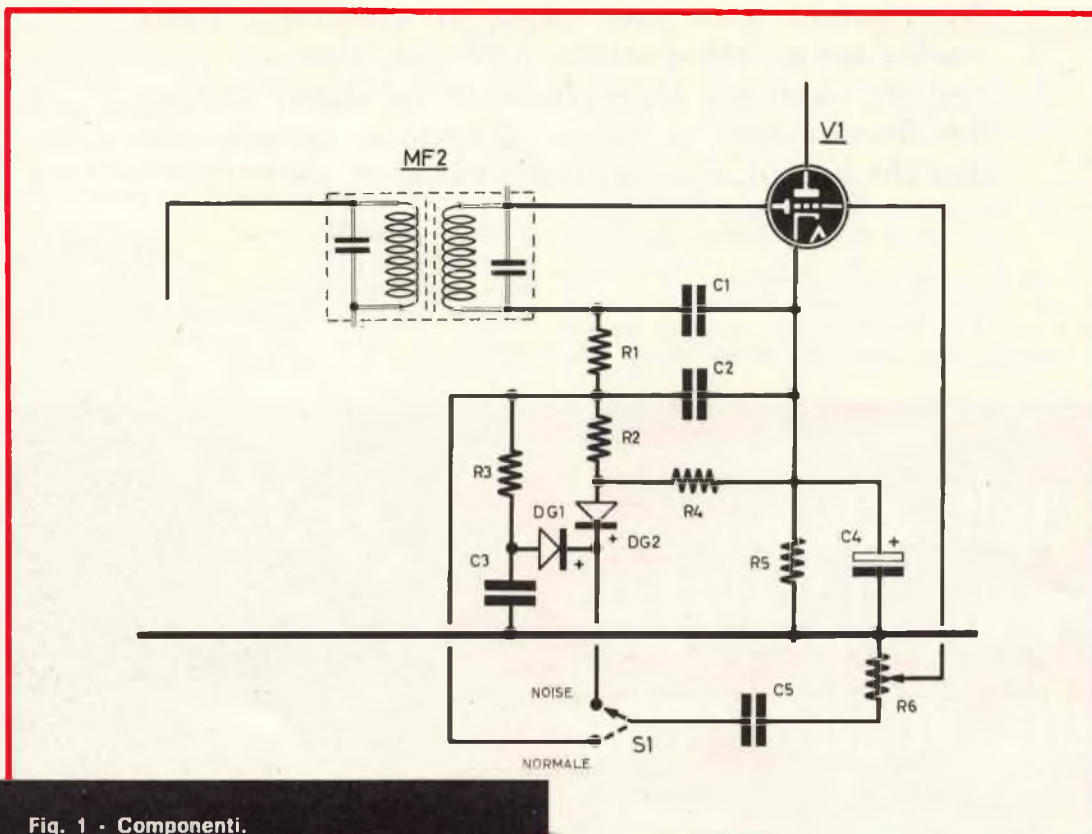 V1
MF2
C1
R1
C2
R2
R3
R4
DG1
+
DG2
+
C3
R5
C4
+
NOISE
C5
R6
S1
NORMALE
Fig. 1 - Componenti.